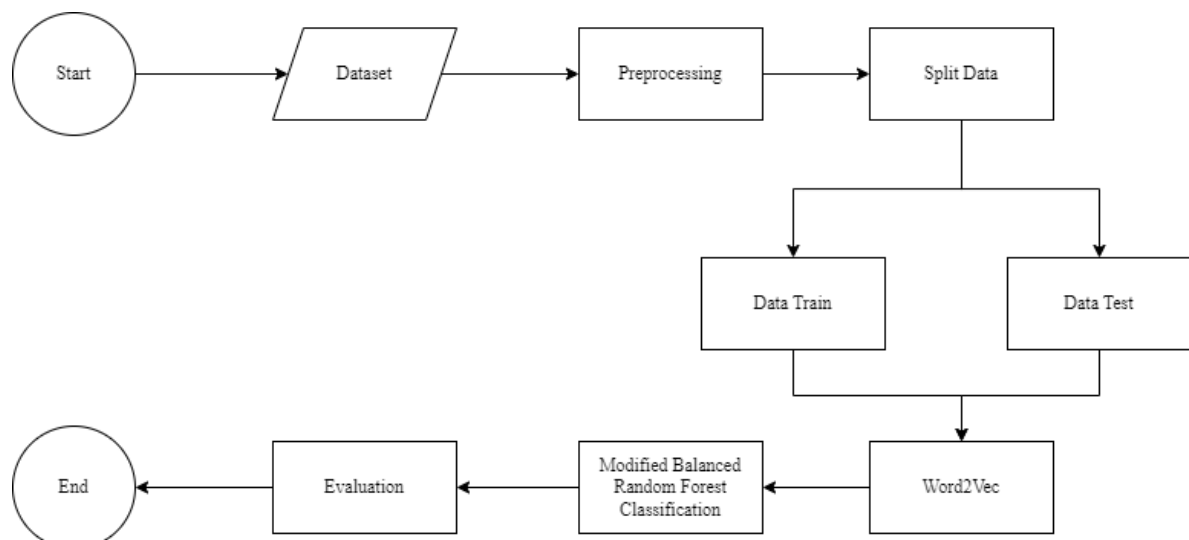 Start
Dataset
Preprocessing
Split Data
Data Train
Data Test
Word2Vec
Modified Balanced
Random Forest
Classification
Evaluation
End